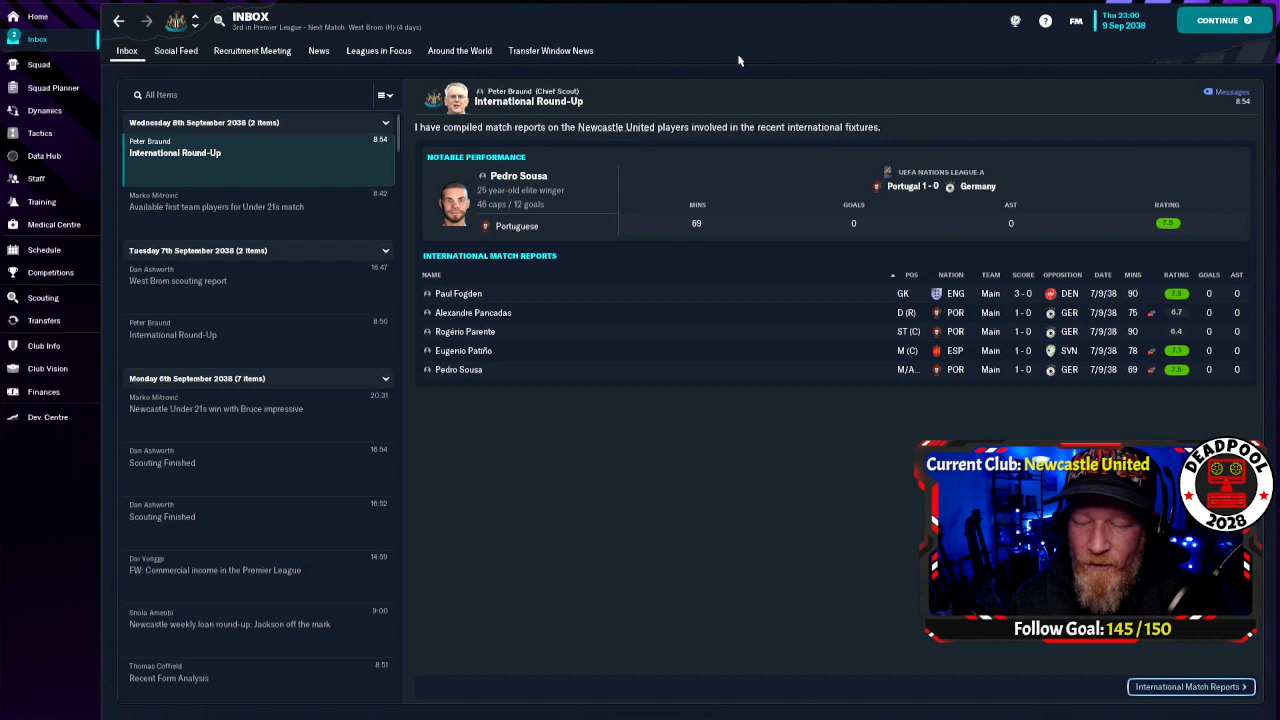 Home
INBOX
3rd in Premier League - Next Match: West Brom (H) (4 days)
FM
Thu 23:00
9 Sep 2038
CONTINUE
2
Inbox
Inbox
Social Feed
Recruitment Meeting
News
Leagues in Focus
Around the World
Transfer Window News
Squad
Squad Planner
Dynamics
Tactics
Data Hub
Staff
Training
Medical Centre
Schedule
Competitions
Scouting
Transfers
Club Info
Club Vision
Finances
Dev. Centre
All Items
Wednesday 8th September 2038 (2 items)
Peter Braund
8:54
International Round-Up
Marko Mitrović
8:42
Available first team players for Under 21s match
Tuesday 7th September 2038 (2 items)
Dan Ashworth
16:47
West Brom scouting report
Peter Braund
8:50
International Round-Up
Monday 6th September 2038 (7 items)
Marko Mitrović
20:31
Newcastle Under 21s win with Bruce impressive
Dan Ashworth
16:54
Scouting Finished
Dan Ashworth
16:52
Scouting Finished
Dai Yongge
14:59
FW: Commercial income in the Premier League
Shola Ameobi
9:00
Newcastle weekly loan round-up: Jackson off the mark
Thomas Coffield
8:51
Recent Form Analysis
Peter Braund (Chief Scout)
International Round-Up
Messages
8:54
I have compiled match reports on the Newcastle United players involved in the recent international fixtures.
NOTABLE PERFORMANCE
Pedro Sousa
25 year-old elite winger
46 caps / 12 goals
Portuguese
UEFA NATIONS LEAGUE A
Portugal 1 - 0 Germany
MINS GOALS AST RATING
69 0 0 7.5
INTERNATIONAL MATCH REPORTS
NAME POS NATION TEAM SCORE OPPOSITION DATE MINS RATING GOALS AST
Paul Fogden GK ENG Main 3 - 0 DEN 7/9/38 90 7.5 0 0
Alexandre Pancadas D (R) POR Main 1 - 0 GER 7/9/38 75 6.7 0 0
Rogério Parente ST (C) POR Main 1 - 0 GER 7/9/38 90 6.4 0 0
Eugenio Patiño M (C) ESP Main 1 - 0 SVN 7/9/38 78 7.1 0 0
Pedro Sousa M/A... POR Main 1 - 0 GER 7/9/38 69 7.5 0 0
Current Club: Newcastle United
DEADPOOL
2028
Follow Goal: 145 / 150
International Match Reports